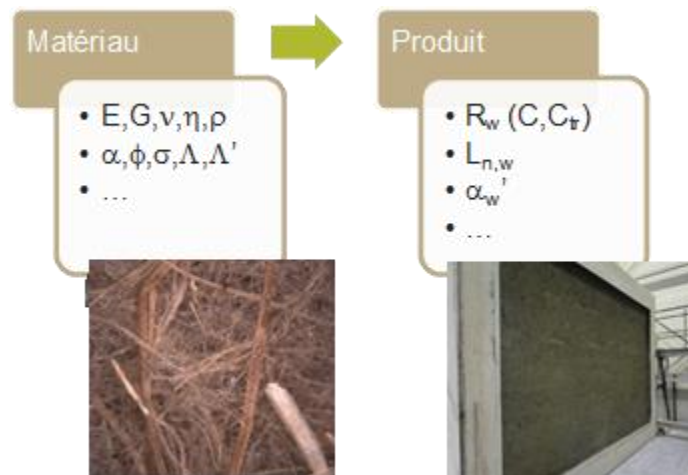 Matériau
E,G,ν,η,ρ
α,ϕ,σ,Λ,Λ'
...
Produit
Rw (C,Ctr)
Ln,w
αw'
...